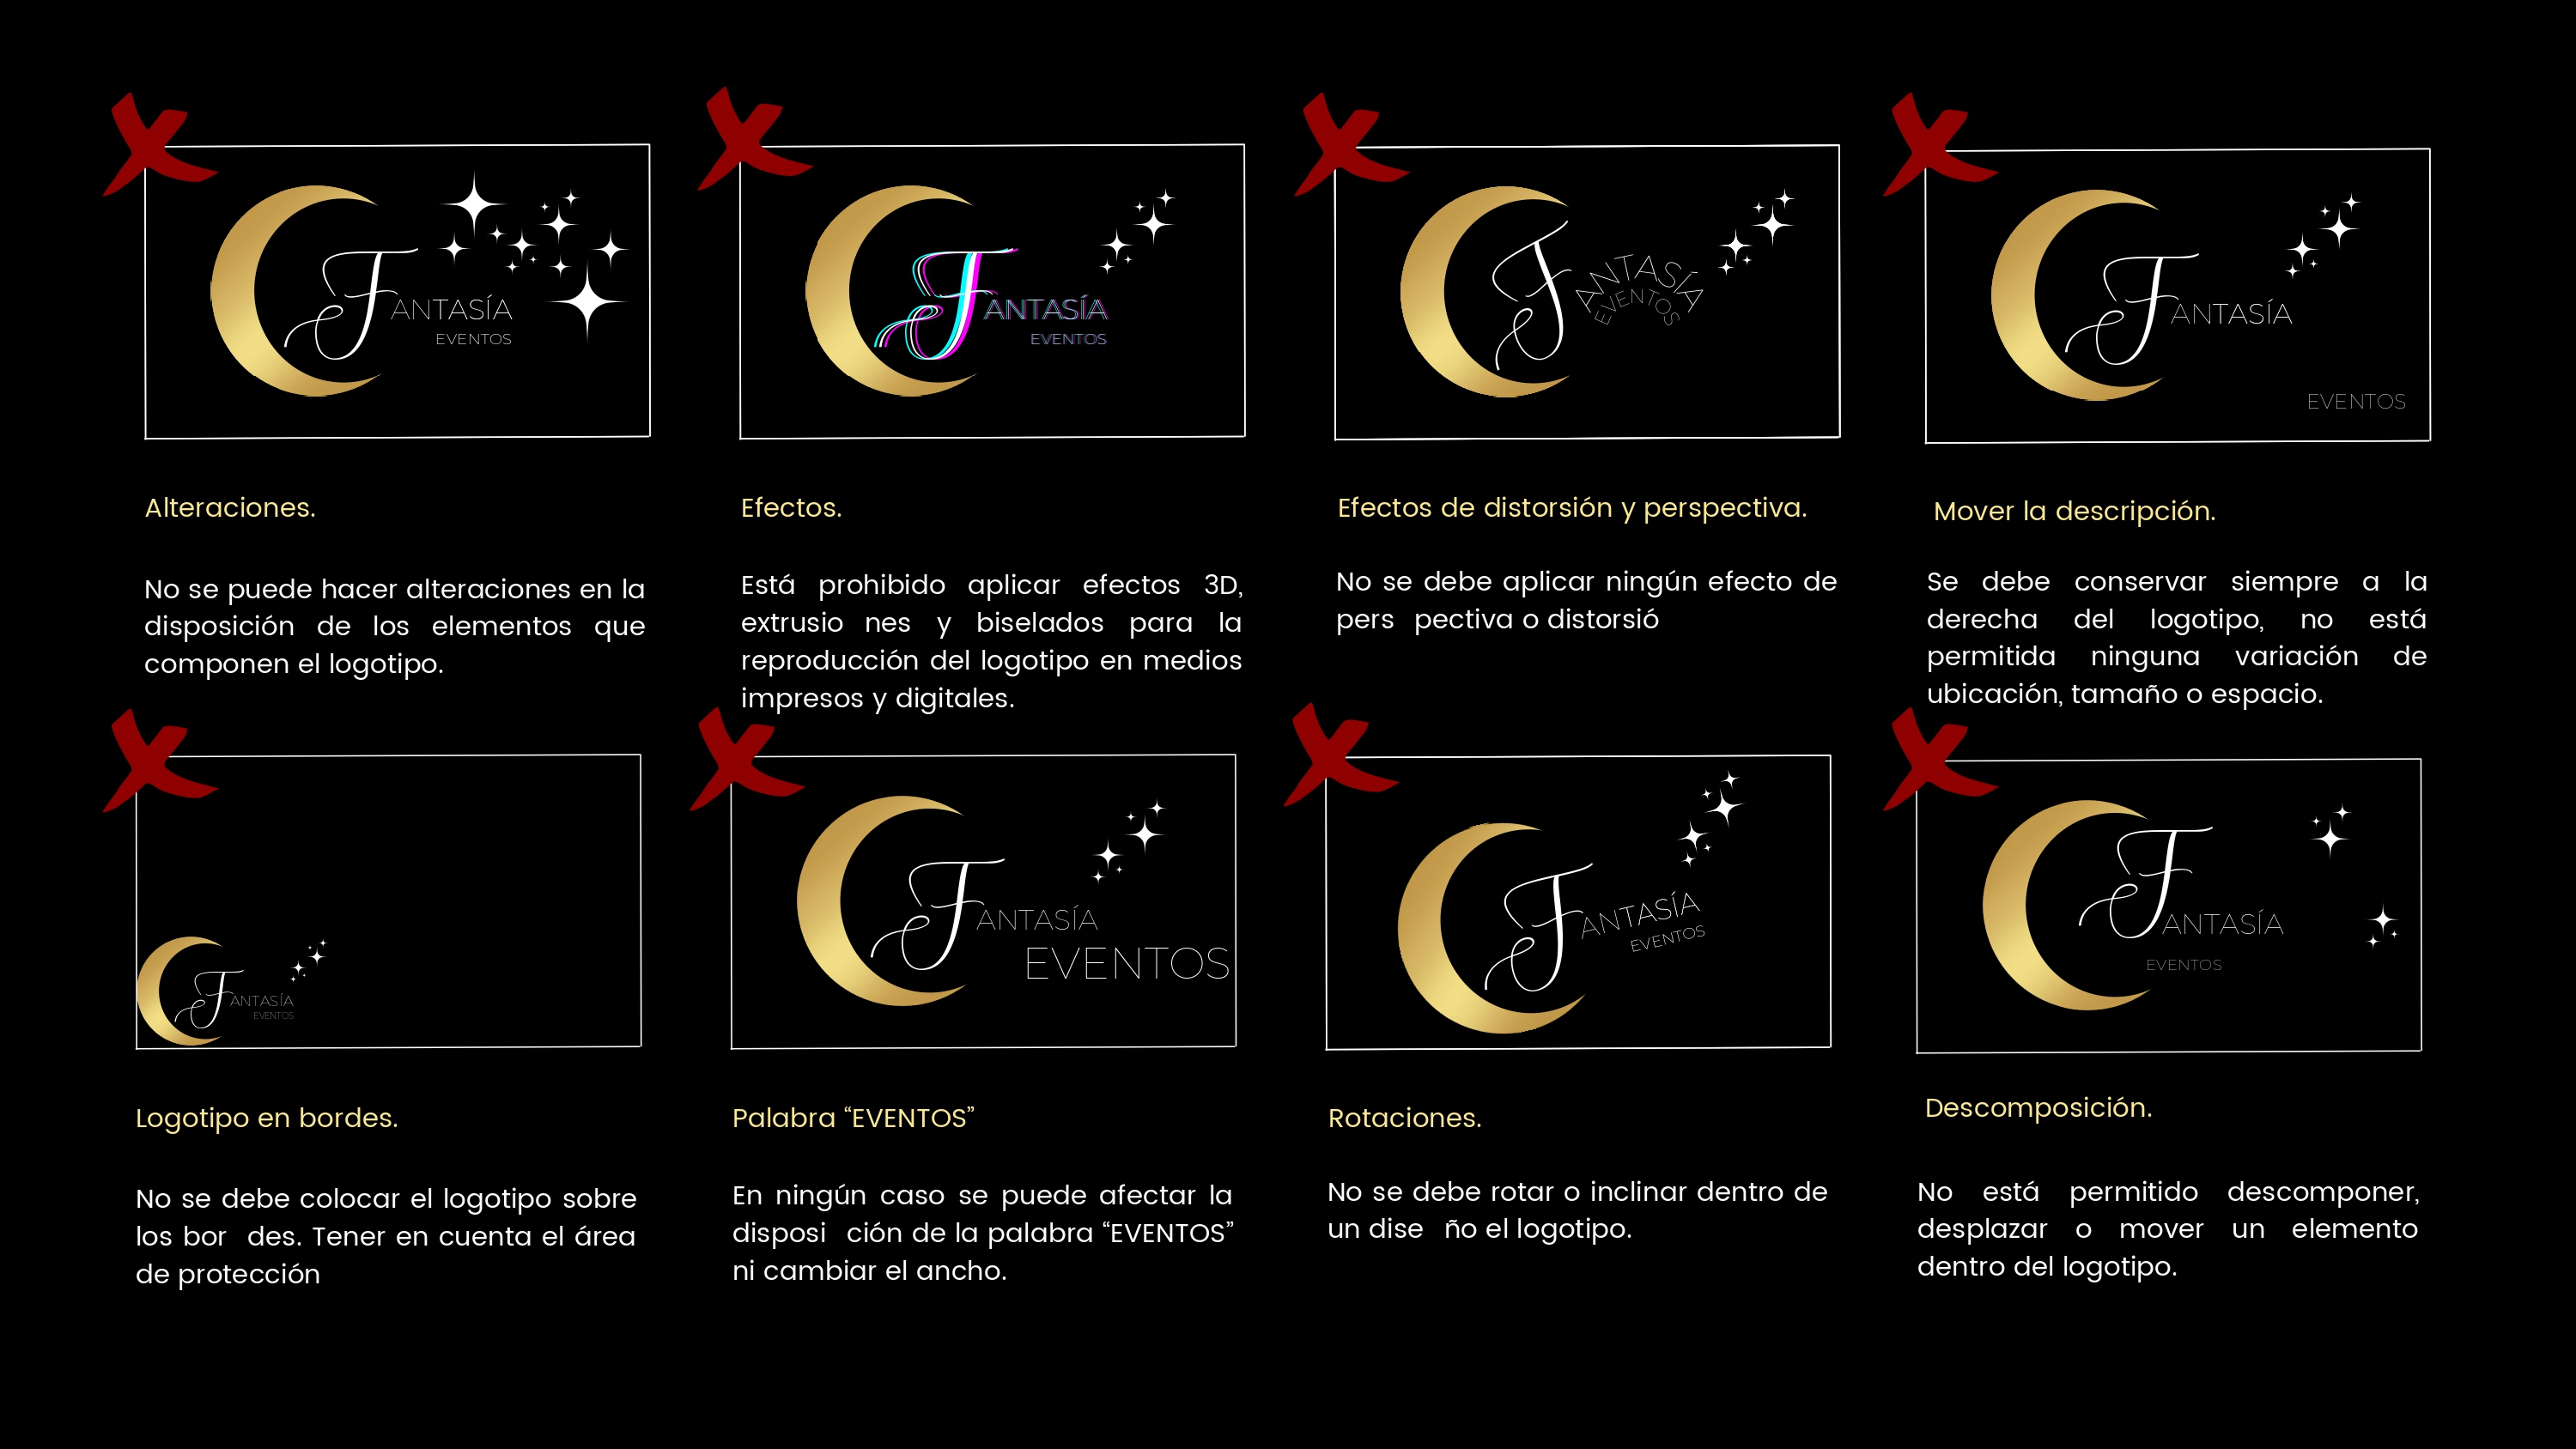 FANTASÍA
EVENTOS
Alteraciones.
No se puede hacer alteraciones en la
disposición de los elementos que
componen el logotipo.
FANTASÍA
EVENTOS
Efectos.
Está prohibido aplicar efectos 3D,
extrusio nes y biselados para la
reproducción del logotipo en medios
impresos y digitales.
FANTASÍA
EVENTOS
Efectos de distorsión y perspectiva.
No se debe aplicar ningún efecto de
pers pectiva o distorsió
FANTASÍA
EVENTOS
Mover la descripción.
Se debe conservar siempre a la
derecha del logotipo, no está
permitida ninguna variación de
ubicación, tamaño o espacio.
FANTASÍA
EVENTOS
Logotipo en bordes.
No se debe colocar el logotipo sobre
los bor des. Tener en cuenta el área
de protección
FANTASÍA
EVENTOS
Palabra “EVENTOS”
En ningún caso se puede afectar la
disposi ción de la palabra “EVENTOS”
ni cambiar el ancho.
FANTASÍA
EVENTOS
Rotaciones.
No se debe rotar o inclinar dentro de
un dise ño el logotipo.
FANTASÍA
EVENTOS
Descomposición.
No está permitido descomponer,
desplazar o mover un elemento
dentro del logotipo.